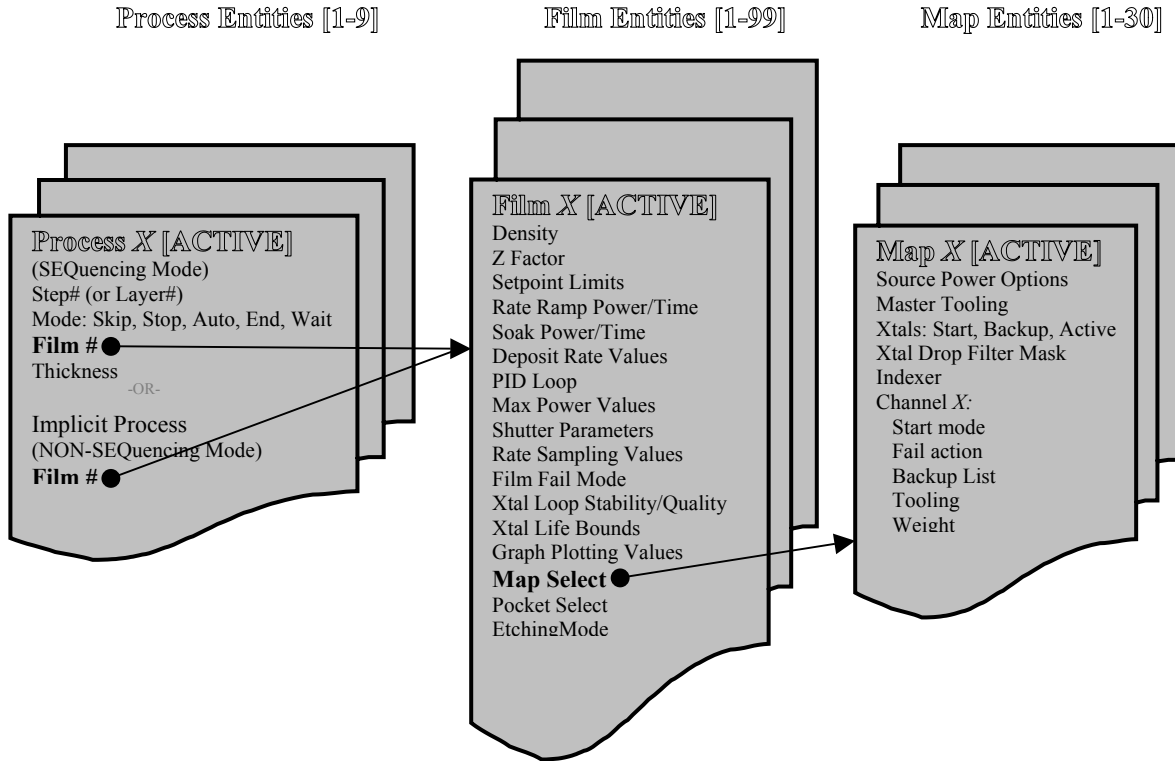 Process Entities [1-9]
Film Entities [1-99]
Map Entities [1-30]
Process X [ACTIVE]
(SEQuencing Mode)
Step# (or Layer#)
Mode: Skip, Stop, Auto, End, Wait
Film #
Thickness
-OR-
Implicit Process
(NON-SEQuencing Mode)
Film #
Film X [ACTIVE]
Density
Z Factor
Setpoint Limits
Rate Ramp Power/Time
Soak Power/Time
Deposit Rate Values
PID Loop
Max Power Values
Shutter Parameters
Rate Sampling Values
Film Fail Mode
Xtal Loop Stability/Quality
Xtal Life Bounds
Graph Plotting Values
Map Select
Pocket Select
EtchingMode
Map X [ACTIVE]
Source Power Options
Master Tooling
Xtals: Start, Backup, Active
Xtal Drop Filter Mask
Indexer
Channel X:
Start mode
Fail action
Backup List
Tooling
Weight